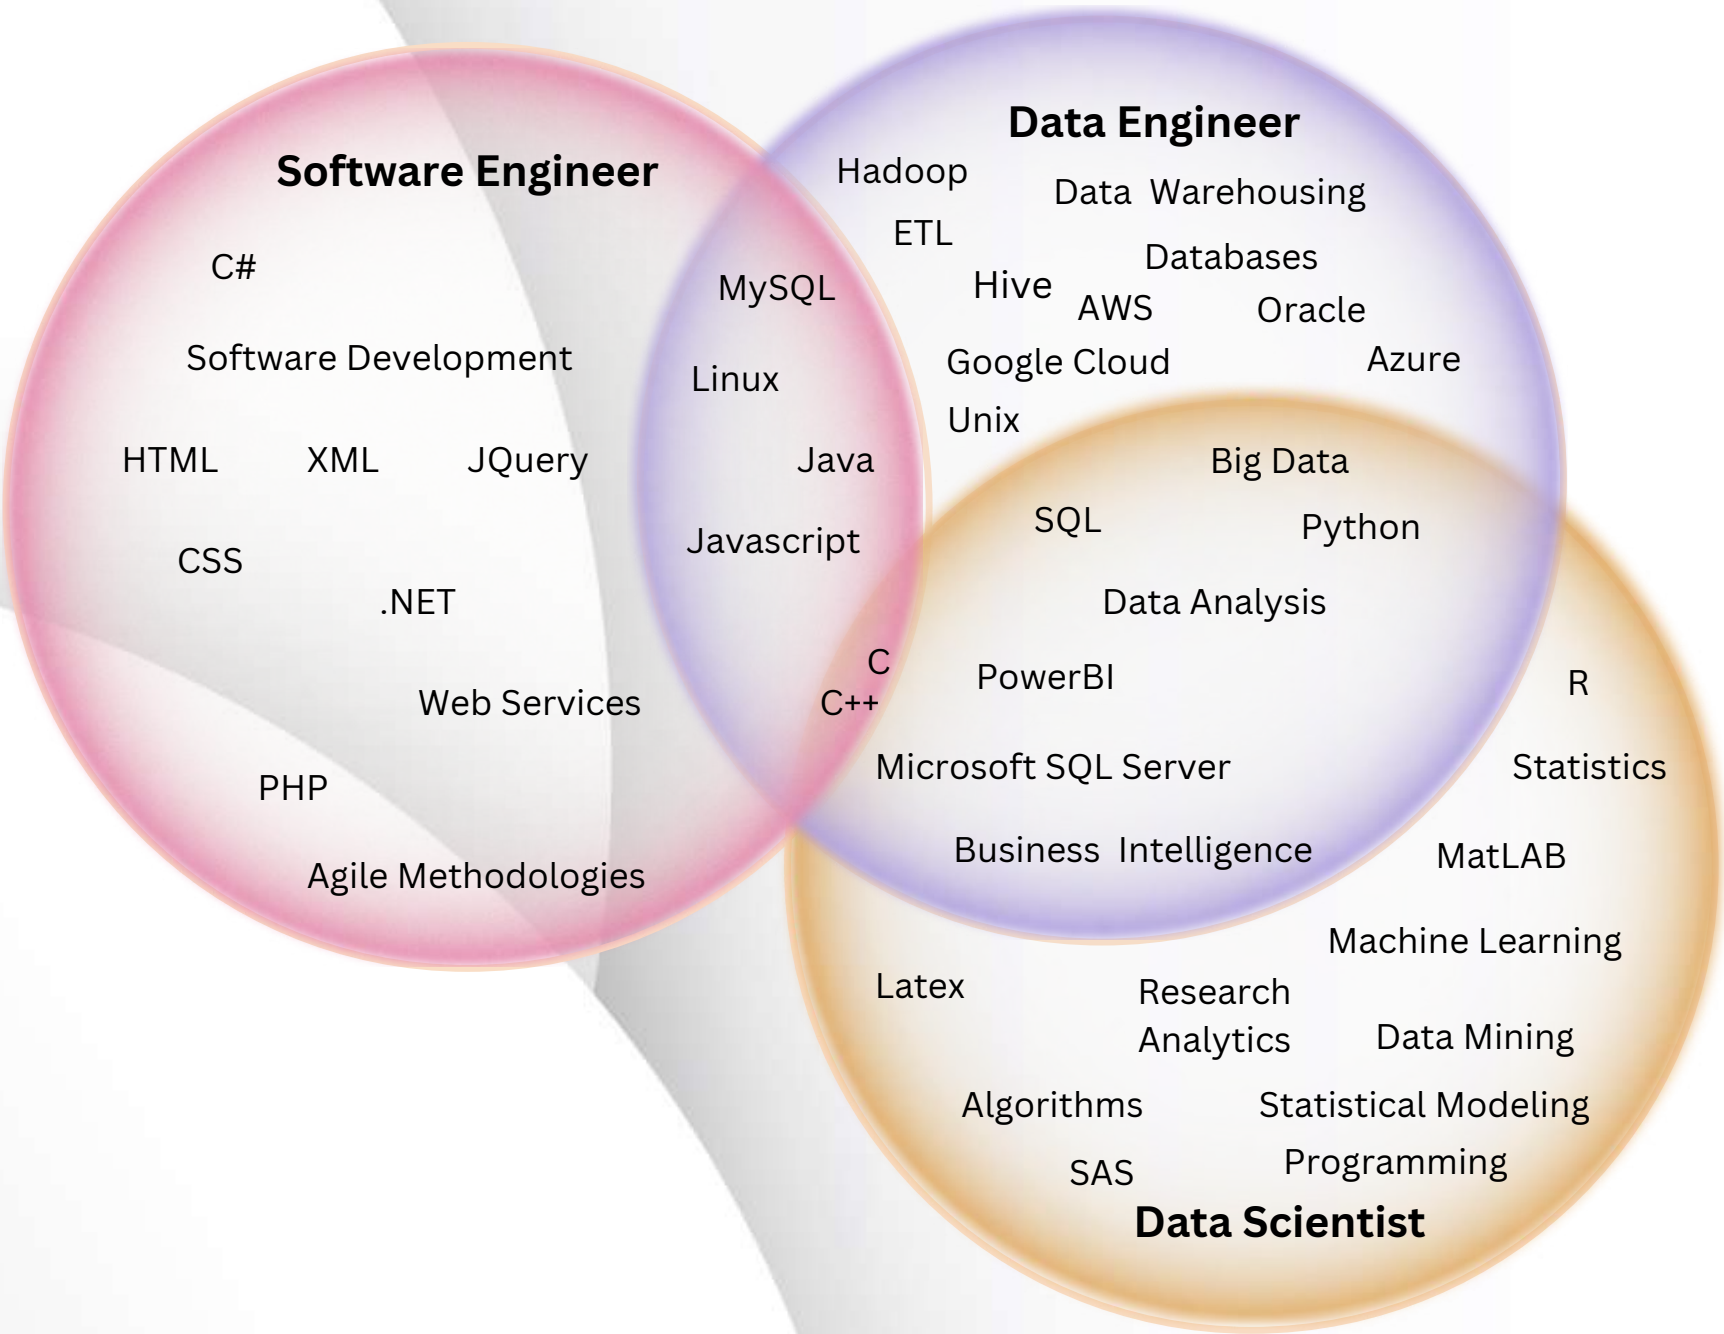 Software Engineer
C#
Software Development
HTML
XML
JQuery
CSS
.NET
Web Services
PHP
Agile Methodologies
MySQL
Linux
Java
Javascript
C
C++
Data Engineer
Hadoop
Data Warehousing
ETL
Databases
Hive
AWS
Oracle
Google Cloud
Azure
Unix
Big Data
SQL
Python
Data Analysis
PowerBI
Microsoft SQL Server
Business Intelligence
R
Statistics
MatLAB
Machine Learning
Latex
Research
Analytics
Data Mining
Algorithms
Statistical Modeling
SAS
Programming
Data Scientist